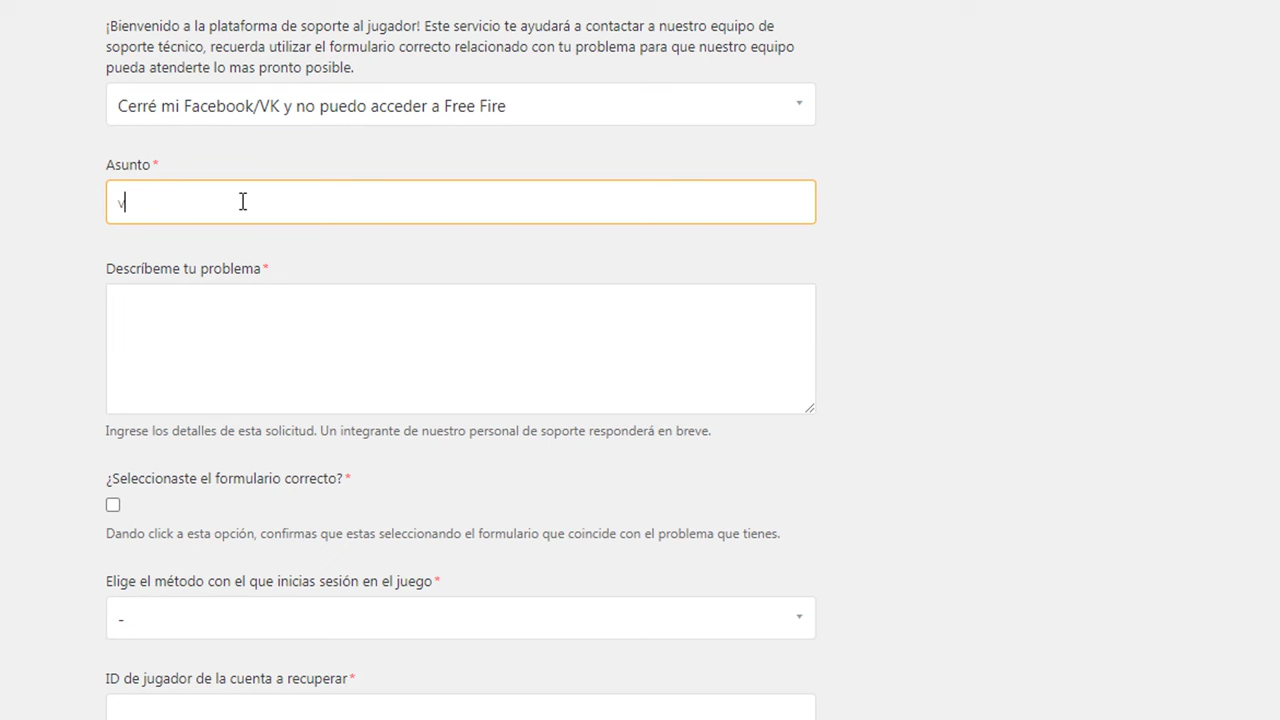 ¡Bienvenido a la plataforma de soporte al jugador! Este servicio te ayudará a contactar a nuestro equipo de
soporte técnico, recuerda utilizar el formulario correcto relacionado con tu problema para que nuestro equipo
pueda atenderte lo mas pronto posible.
Cerré mi Facebook/VK y no puedo acceder a Free Fire
Asunto*
v
Descríbeme tu problema*
Ingrese los detalles de esta solicitud. Un integrante de nuestro personal de soporte responderá en breve.
¿Seleccionaste el formulario correcto?*
Dando click a esta opción, confirmas que estas seleccionando el formulario que coincide con el problema que tienes.
Elige el método con el que inicias sesión en el juego*
-
ID de jugador de la cuenta a recuperar*